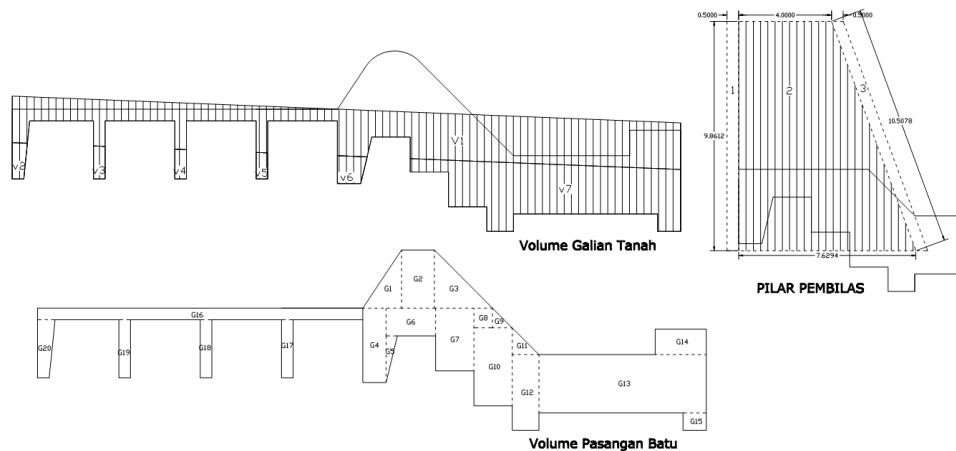 0.5000
4.0000
0.5000
1
2
3
9.8612
10.5078
7.6294
PILAR PEMBILAS
V1
v2
v3
v4
v5
v6
v7
Volume Galian Tanah
G1
G2
G3
G16
G6
G8
G9
G4
G5
G7
G10
G11
G12
G13
G14
G15
G20
G19
G18
G17
Volume Pasangan Batu